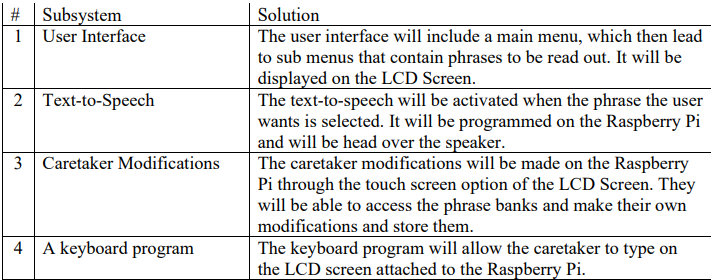 # Subsystem Solution
1 User Interface The user interface will include a main menu, which then lead
to sub menus that contain phrases to be read out. It will be
displayed on the LCD Screen.
2 Text-to-Speech The text-to-speech will be activated when the phrase the user
wants is selected. It will be programmed on the Raspberry Pi
and will be head over the speaker.
3 Caretaker Modifications The caretaker modifications will be made on the Raspberry
Pi through the touch screen option of the LCD Screen. They
will be able to access the phrase banks and make their own
modifications and store them.
4 A keyboard program The keyboard program will allow the caretaker to type on
the LCD screen attached to the Raspberry Pi.